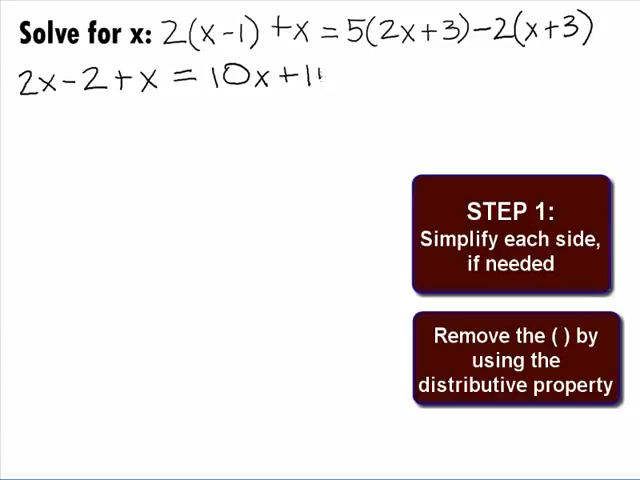 Solve for x: 2(x-1) +x = 5(2x+3) -2(x+3)
2x - 2 + x = 10x + 1
STEP 1:
Simplify each side,
if needed
Remove the ( ) by
using the
distributive property